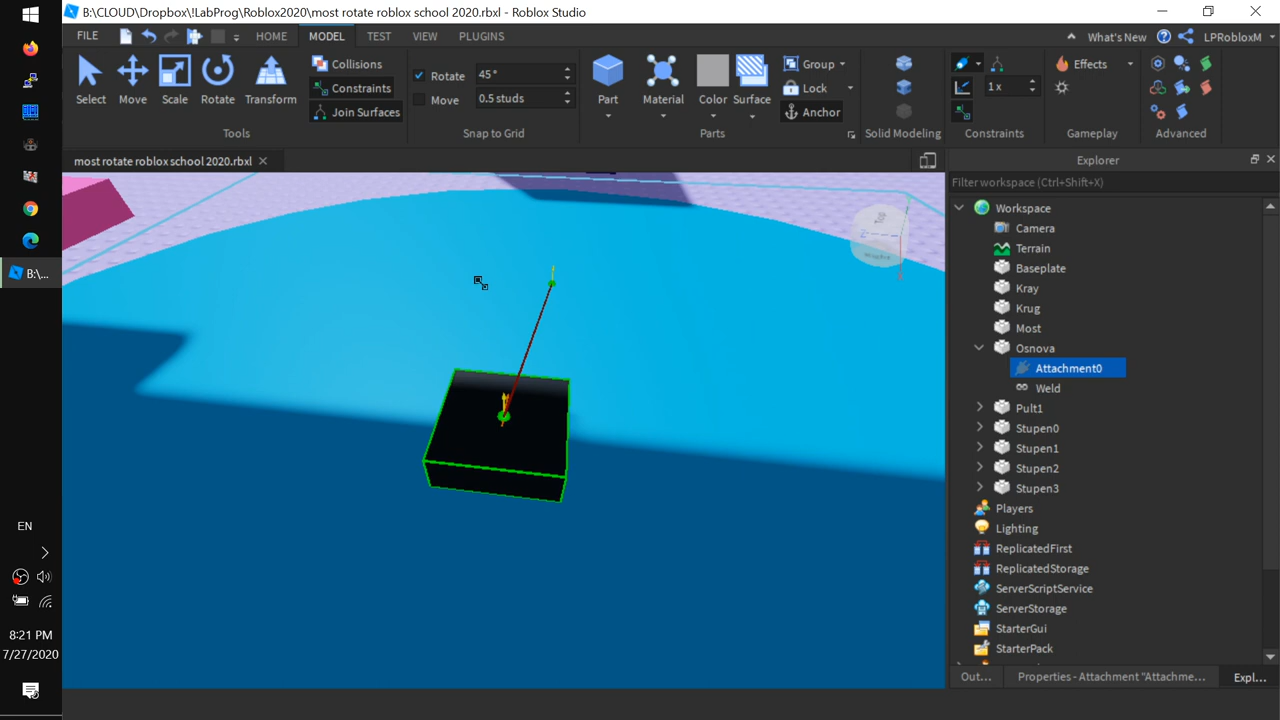 B:\CLOUD\Dropbox\!LabProg\Roblox2020\most rotate roblox school 2020.rbxl - Roblox Studio
FILE HOME MODEL TEST VIEW PLUGINS What's New LPRobloxM
Select Move Scale Rotate Transform
Collisions
Constraints
Join Surfaces
Tools
Rotate 45°
Move 0.5 studs
Snap to Grid
Part Material Color Surface
Group
Lock
Anchor
Parts
Solid Modeling
1 x
Constraints
Effects
Gameplay
Advanced
most rotate roblox school 2020.rbxl
Explorer
Filter workspace (Ctrl+Shift+X)
Workspace
Camera
Terrain
Baseplate
Kray
Krug
Most
Osnova
Attachment0
Weld
Pult1
Stupen0
Stupen1
Stupen2
Stupen3
Players
Lighting
ReplicatedFirst
ReplicatedStorage
ServerScriptService
ServerStorage
StarterGui
StarterPack
Out... Properties - Attachment "Attachme... Expl...
B:\...
EN
8:21 PM
7/27/2020